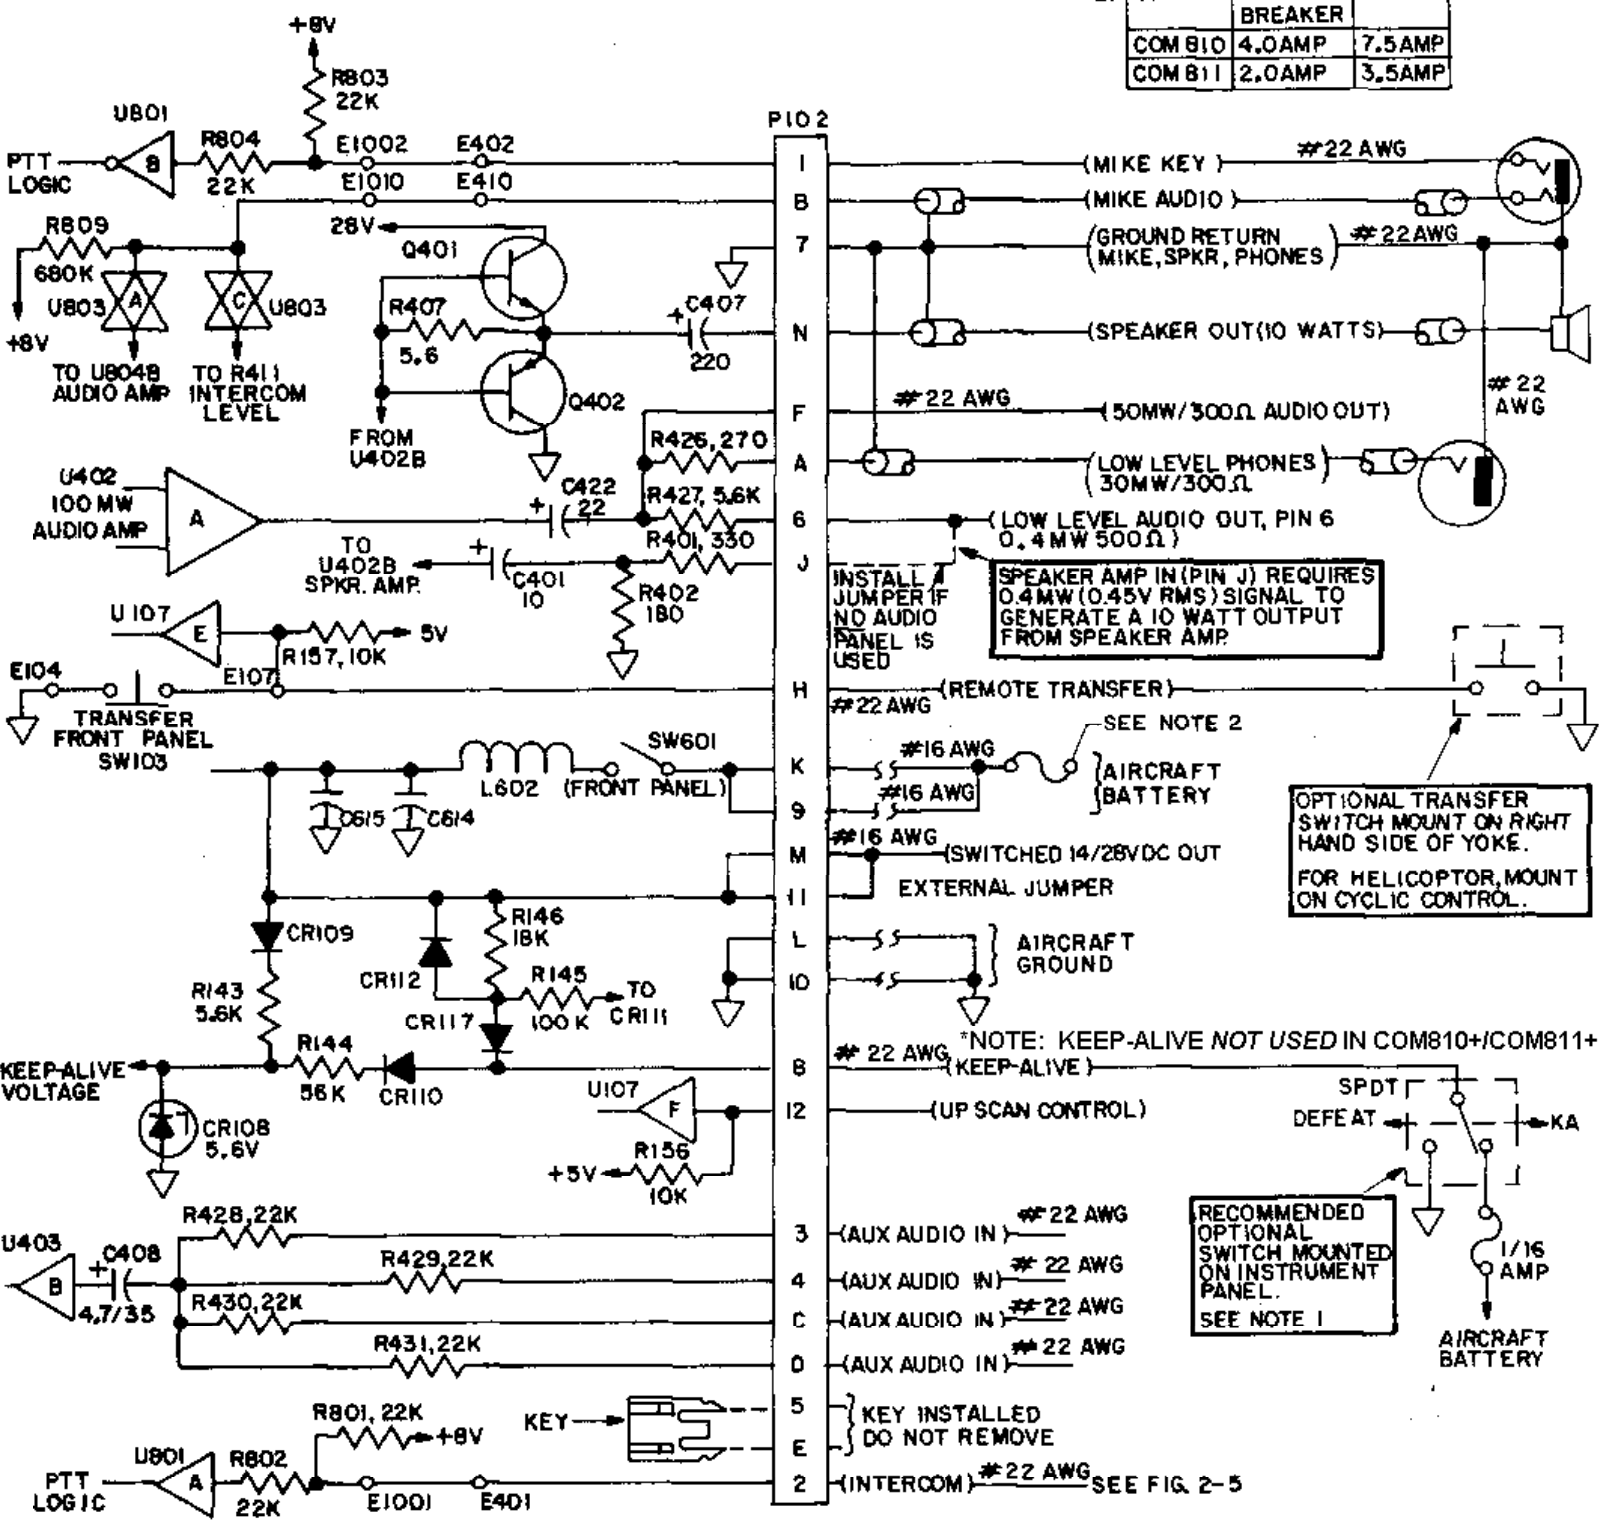 BREAKER
COM 810 4.0AMP 7.5AMP
COM 811 2.0AMP 3.5AMP
+8V
R803
22K
U801
B
R804
22K
PTT
LOGIC
E1002
E402
E1010
E410
P102
1
(MIKE KEY)
#22 AWG
B
(MIKE AUDIO)
R809
680K
+8V
U803
A
C
U803
TO U804B
AUDIO AMP
TO R411
INTERCOM
LEVEL
28V
Q401
R407
5.6
Q402
FROM
U402B
C407
+
220
7
(GROUND RETURN
MIKE, SPKR, PHONES)
#22 AWG
N
(SPEAKER OUT(10 WATTS)
#22
AWG
F
#22 AWG
(50MW/300Ω AUDIO OUT)
R426, 270
A
(LOW LEVEL PHONES)
30MW/300Ω
U402
100 MW
AUDIO AMP
A
+
C422
22
R427, 5.6K
6
(LOW LEVEL AUDIO OUT, PIN 6
0.4MW 500Ω)
R401, 330
J
TO
U402B
SPKR. AMP.
+
C401
10
R402
180
INSTALL
JUMPER IF
NO AUDIO
PANEL IS
USED
SPEAKER AMP IN (PIN J) REQUIRES
0.4MW (0.45V RMS) SIGNAL TO
GENERATE A 10 WATT OUTPUT
FROM SPEAKER AMP.
U107
E
R157, 10K
5V
E104
E107
TRANSFER
FRONT PANEL
SW103
H
(REMOTE TRANSFER)
#22 AWG
SEE NOTE 2
L602
SW601
(FRONT PANEL)
C615
C614
K
#16 AWG
9
#16 AWG
AIRCRAFT
BATTERY
OPTIONAL TRANSFER
SWITCH MOUNT ON RIGHT
HAND SIDE OF YOKE.
FOR HELICOPTOR, MOUNT
ON CYCLIC CONTROL.
M
#16 AWG
(SWITCHED 14/28VDC OUT
11
EXTERNAL JUMPER
CR109
CR112
R146
18K
R145
100K
TO
CR111
CR117
R143
5.6K
L
10
AIRCRAFT
GROUND
*NOTE: KEEP-ALIVE NOT USED IN COM810+/COM811+
R144
56K
CR110
KEEP-ALIVE
VOLTAGE
CR108
5.6V
8
#22 AWG
(KEEP-ALIVE)
U107
F
R156
10K
+5V
12
(UP SCAN CONTROL)
SPDT
DEFEAT
KA
RECOMMENDED
OPTIONAL
SWITCH MOUNTED
ON INSTRUMENT
PANEL.
SEE NOTE 1
1/16
AMP
AIRCRAFT
BATTERY
U403
B
+
C408
4.7/35
R428, 22K
3
(AUX AUDIO IN)
#22 AWG
R429, 22K
4
(AUX AUDIO IN)
#22 AWG
R430, 22K
C
(AUX AUDIO IN)
#22 AWG
R431, 22K
D
(AUX AUDIO IN)
#22 AWG
KEY
5
E
KEY INSTALLED
DO NOT REMOVE
R801, 22K
+8V
U801
A
R802
22K
PTT
LOGIC
E1001
E401
2
(INTERCOM)
#22 AWG
SEE FIG. 2-5